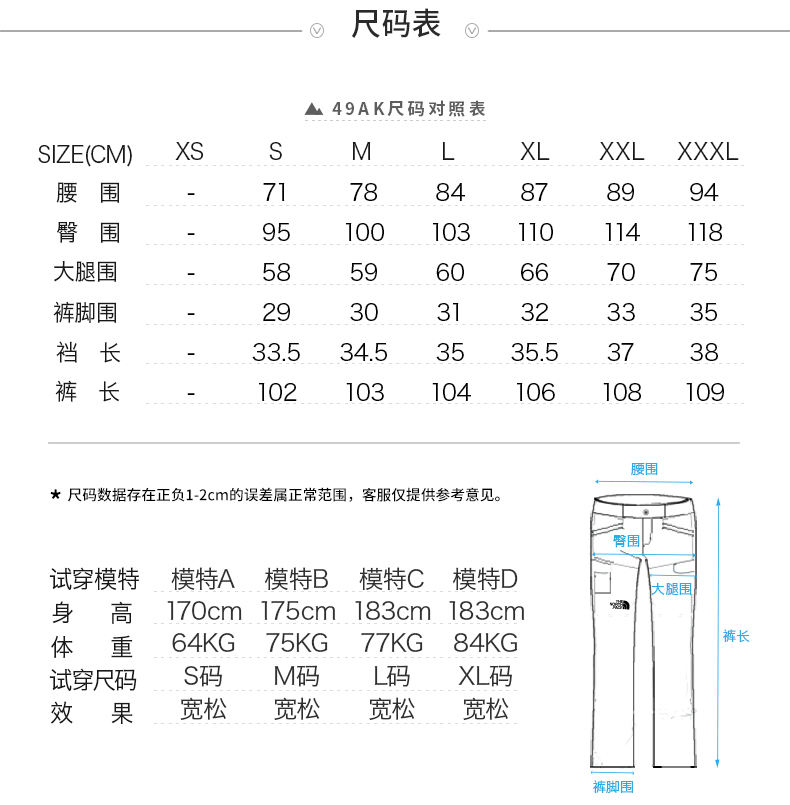 尺码表
49AK尺码对照表
SIZE(CM) XS S M L XL XXL XXXL
腰 围 - 71 78 84 87 89 94
臀 围 - 95 100 103 110 114 118
大腿围 - 58 59 60 66 70 75
裤脚围 - 29 30 31 32 33 35
裆 长 - 33.5 34.5 35 35.5 37 38
裤 长 - 102 103 104 106 108 109
腰围
★ 尺码数据存在正负1-2cm的误差属正常范围，客服仅提供参考意见。
臀围
大腿围
裤长
裤脚围
试穿模特 模特A 模特B 模特C 模特D
身 高 170cm 175cm 183cm 183cm
体 重 64KG 75KG 77KG 84KG
试穿尺码 S码 M码 L码 XL码
效 果 宽松 宽松 宽松 宽松